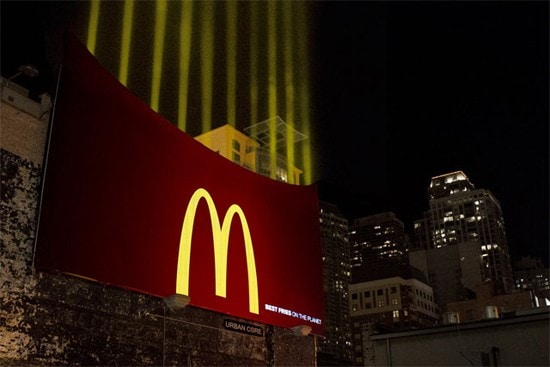 BEST FRIES ON THE PLANET
URBAN CORE